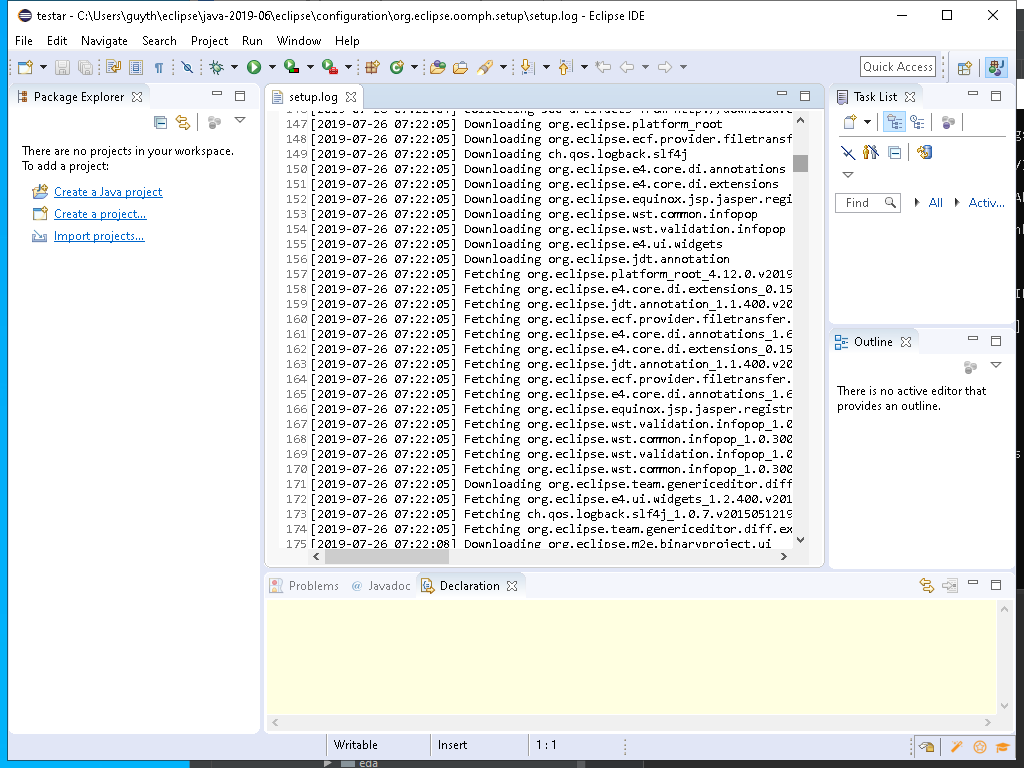 testar - C:\Users\guyth\eclipse\java-2019-06\eclipse\configuration\org.eclipse.oomph.setup\setup.log - Eclipse IDE
File Edit Navigate Search Project Run Window Help
Quick Access
Package Explorer
There are no projects in your workspace.
To add a project:
Create a Java project
Create a project...
Import projects...
setup.log
147 [2019-07-26 07:22:05] Downloading org.eclipse.platform_root
148 [2019-07-26 07:22:05] Downloading org.eclipse.ecf.provider.filetransf
149 [2019-07-26 07:22:05] Downloading ch.qos.logback.slf4j
150 [2019-07-26 07:22:05] Downloading org.eclipse.e4.core.di.annotations
151 [2019-07-26 07:22:05] Downloading org.eclipse.e4.core.di.extensions
152 [2019-07-26 07:22:05] Downloading org.eclipse.equinox.jsp.jasper.regi
153 [2019-07-26 07:22:05] Downloading org.eclipse.wst.common.infopop
154 [2019-07-26 07:22:05] Downloading org.eclipse.wst.validation.infopop
155 [2019-07-26 07:22:05] Downloading org.eclipse.e4.ui.widgets
156 [2019-07-26 07:22:05] Downloading org.eclipse.jdt.annotation
157 [2019-07-26 07:22:05] Fetching org.eclipse.platform_root_4.12.0.v2019
158 [2019-07-26 07:22:05] Fetching org.eclipse.e4.core.di.extensions_0.15
159 [2019-07-26 07:22:05] Fetching org.eclipse.jdt.annotation_1.1.400.v20
160 [2019-07-26 07:22:05] Fetching org.eclipse.ecf.provider.filetransfer.
161 [2019-07-26 07:22:05] Fetching org.eclipse.e4.core.di.annotations_1.6
162 [2019-07-26 07:22:05] Fetching org.eclipse.e4.core.di.extensions_0.15
163 [2019-07-26 07:22:05] Fetching org.eclipse.jdt.annotation_1.1.400.v20
164 [2019-07-26 07:22:05] Fetching org.eclipse.ecf.provider.filetransfer.
165 [2019-07-26 07:22:05] Fetching org.eclipse.e4.core.di.annotations_1.6
166 [2019-07-26 07:22:05] Fetching org.eclipse.equinox.jsp.jasper.registr
167 [2019-07-26 07:22:05] Fetching org.eclipse.wst.validation.infopop_1.0
168 [2019-07-26 07:22:05] Fetching org.eclipse.wst.common.infopop_1.0.300
169 [2019-07-26 07:22:05] Fetching org.eclipse.wst.validation.infopop_1.0
170 [2019-07-26 07:22:05] Fetching org.eclipse.wst.common.infopop_1.0.300
171 [2019-07-26 07:22:05] Downloading org.eclipse.team.genericeditor.diff
172 [2019-07-26 07:22:05] Fetching org.eclipse.e4.ui.widgets_1.2.400.v201
173 [2019-07-26 07:22:05] Fetching ch.qos.logback.slf4j_1.0.7.v2015051219
174 [2019-07-26 07:22:05] Fetching org.eclipse.team.genericeditor.diff.ex
175 [2019-07-26 07:22:08] Downloading org.eclipse.m2e.binaryproject.ui
Task List
Find All Activ...
Outline
There is no active editor that
provides an outline.
Problems @ Javadoc Declaration
Writable Insert 1 : 1
eda